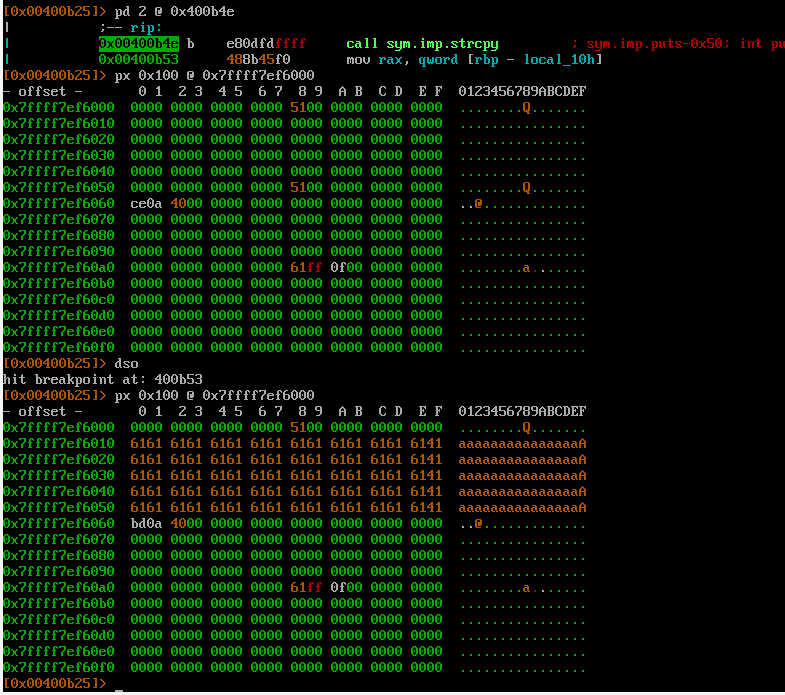 [0x00400b25]> pd 2 @ 0x400b4e
| ;-- rip:
| 0x00400b4e b e80dfdffff call sym.imp.strcpy ; sym.imp.puts-0x50; int pu
| 0x00400b53 488b45f0 mov rax, qword [rbp - local_10h]
[0x00400b25]> px 0x100 @ 0x7ffff7ef6000
- offset - 0 1 2 3 4 5 6 7 8 9 A B C D E F 0123456789ABCDEF
0x7ffff7ef6000 0000 0000 0000 0000 5100 0000 0000 0000 ........Q.......
0x7ffff7ef6010 0000 0000 0000 0000 0000 0000 0000 0000 ................
0x7ffff7ef6020 0000 0000 0000 0000 0000 0000 0000 0000 ................
0x7ffff7ef6030 0000 0000 0000 0000 0000 0000 0000 0000 ................
0x7ffff7ef6040 0000 0000 0000 0000 0000 0000 0000 0000 ................
0x7ffff7ef6050 0000 0000 0000 0000 5100 0000 0000 0000 ........Q.......
0x7ffff7ef6060 ce0a 4000 0000 0000 0000 0000 0000 0000 ..@.............
0x7ffff7ef6070 0000 0000 0000 0000 0000 0000 0000 0000 ................
0x7ffff7ef6080 0000 0000 0000 0000 0000 0000 0000 0000 ................
0x7ffff7ef6090 0000 0000 0000 0000 0000 0000 0000 0000 ................
0x7ffff7ef60a0 0000 0000 0000 0000 61ff 0f00 0000 0000 ........a.......
0x7ffff7ef60b0 0000 0000 0000 0000 0000 0000 0000 0000 ................
0x7ffff7ef60c0 0000 0000 0000 0000 0000 0000 0000 0000 ................
0x7ffff7ef60d0 0000 0000 0000 0000 0000 0000 0000 0000 ................
0x7ffff7ef60e0 0000 0000 0000 0000 0000 0000 0000 0000 ................
0x7ffff7ef60f0 0000 0000 0000 0000 0000 0000 0000 0000 ................
[0x00400b25]> dso
hit breakpoint at: 400b53
[0x00400b25]> px 0x100 @ 0x7ffff7ef6000
- offset - 0 1 2 3 4 5 6 7 8 9 A B C D E F 0123456789ABCDEF
0x7ffff7ef6000 0000 0000 0000 0000 5100 0000 0000 0000 ........Q.......
0x7ffff7ef6010 6161 6161 6161 6161 6161 6161 6161 6141 aaaaaaaaaaaaaaaA
0x7ffff7ef6020 6161 6161 6161 6161 6161 6161 6161 6141 aaaaaaaaaaaaaaaA
0x7ffff7ef6030 6161 6161 6161 6161 6161 6161 6161 6141 aaaaaaaaaaaaaaaA
0x7ffff7ef6040 6161 6161 6161 6161 6161 6161 6161 6141 aaaaaaaaaaaaaaaA
0x7ffff7ef6050 6161 6161 6161 6161 6161 6161 6161 6141 aaaaaaaaaaaaaaaA
0x7ffff7ef6060 bd0a 4000 0000 0000 0000 0000 0000 0000 ..@.............
0x7ffff7ef6070 0000 0000 0000 0000 0000 0000 0000 0000 ................
0x7ffff7ef6080 0000 0000 0000 0000 0000 0000 0000 0000 ................
0x7ffff7ef6090 0000 0000 0000 0000 0000 0000 0000 0000 ................
0x7ffff7ef60a0 0000 0000 0000 0000 61ff 0f00 0000 0000 ........a.......
0x7ffff7ef60b0 0000 0000 0000 0000 0000 0000 0000 0000 ................
0x7ffff7ef60c0 0000 0000 0000 0000 0000 0000 0000 0000 ................
0x7ffff7ef60d0 0000 0000 0000 0000 0000 0000 0000 0000 ................
0x7ffff7ef60e0 0000 0000 0000 0000 0000 0000 0000 0000 ................
0x7ffff7ef60f0 0000 0000 0000 0000 0000 0000 0000 0000 ................
[0x00400b25]> _